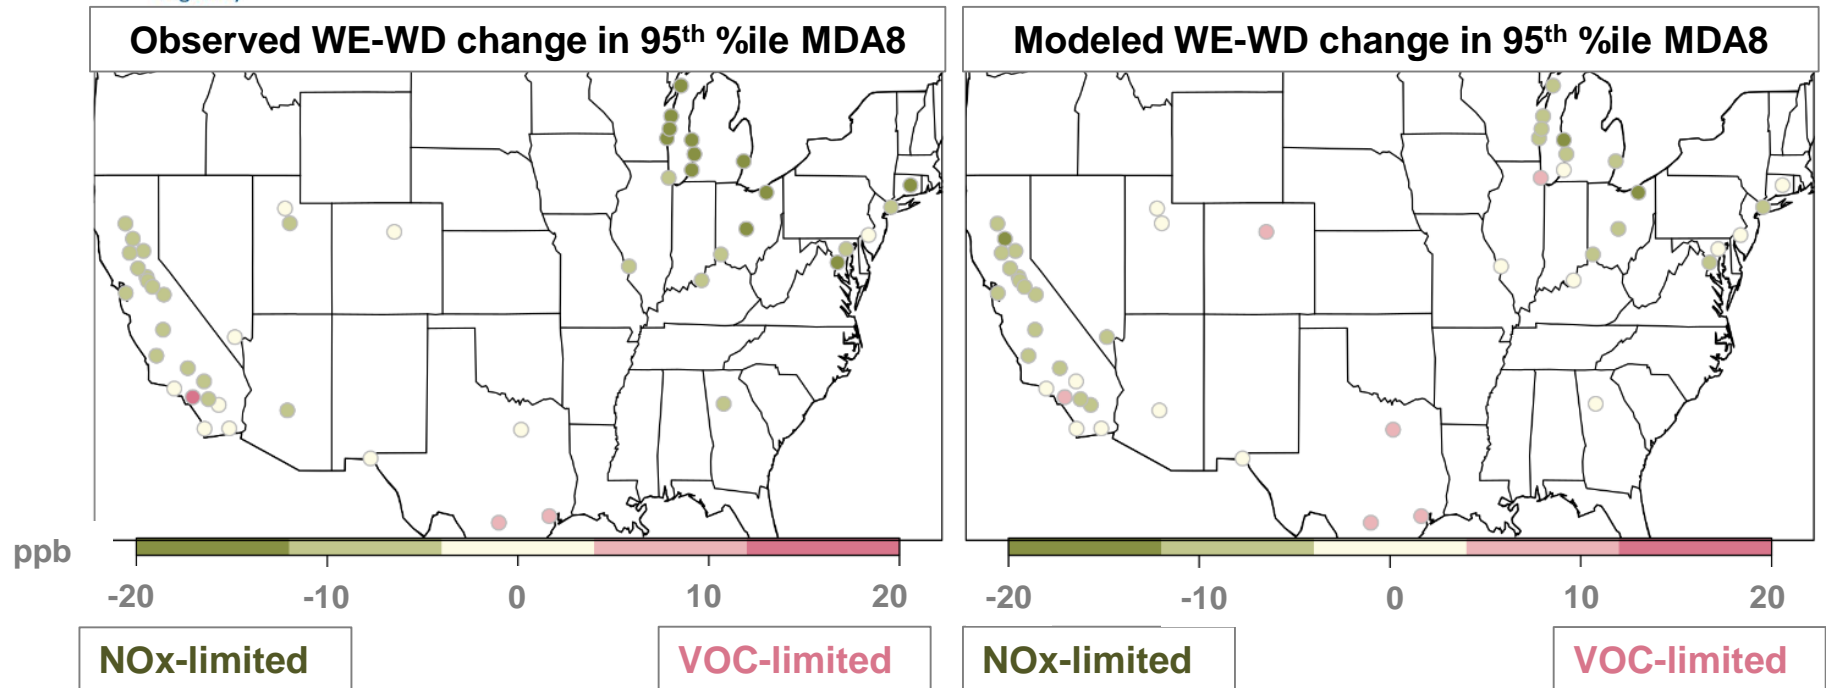 Observed WE-WD change in 95th %ile MDA8
Modeled WE-WD change in 95th %ile MDA8
ppb
-20 -10 0 10 20
-20 -10 0 10 20
NOx-limited
VOC-limited
NOx-limited
VOC-limited